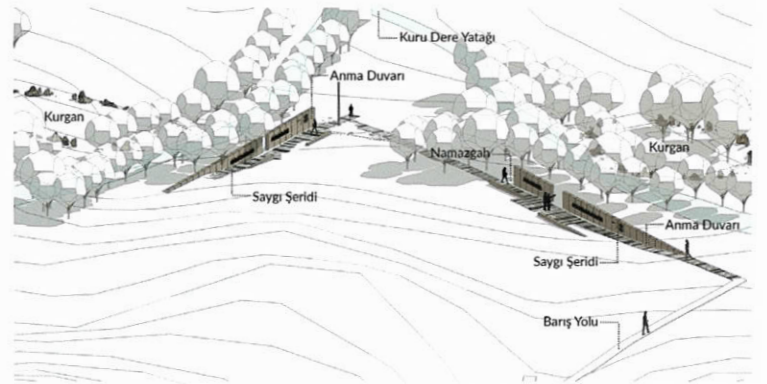 Kuru Dere Yatağı
Anma Duvarı
Kurgan
Kurgan
Namazgah
Saygı Şeridi
Anma Duvarı
Saygı Şeridi
Barış Yolu